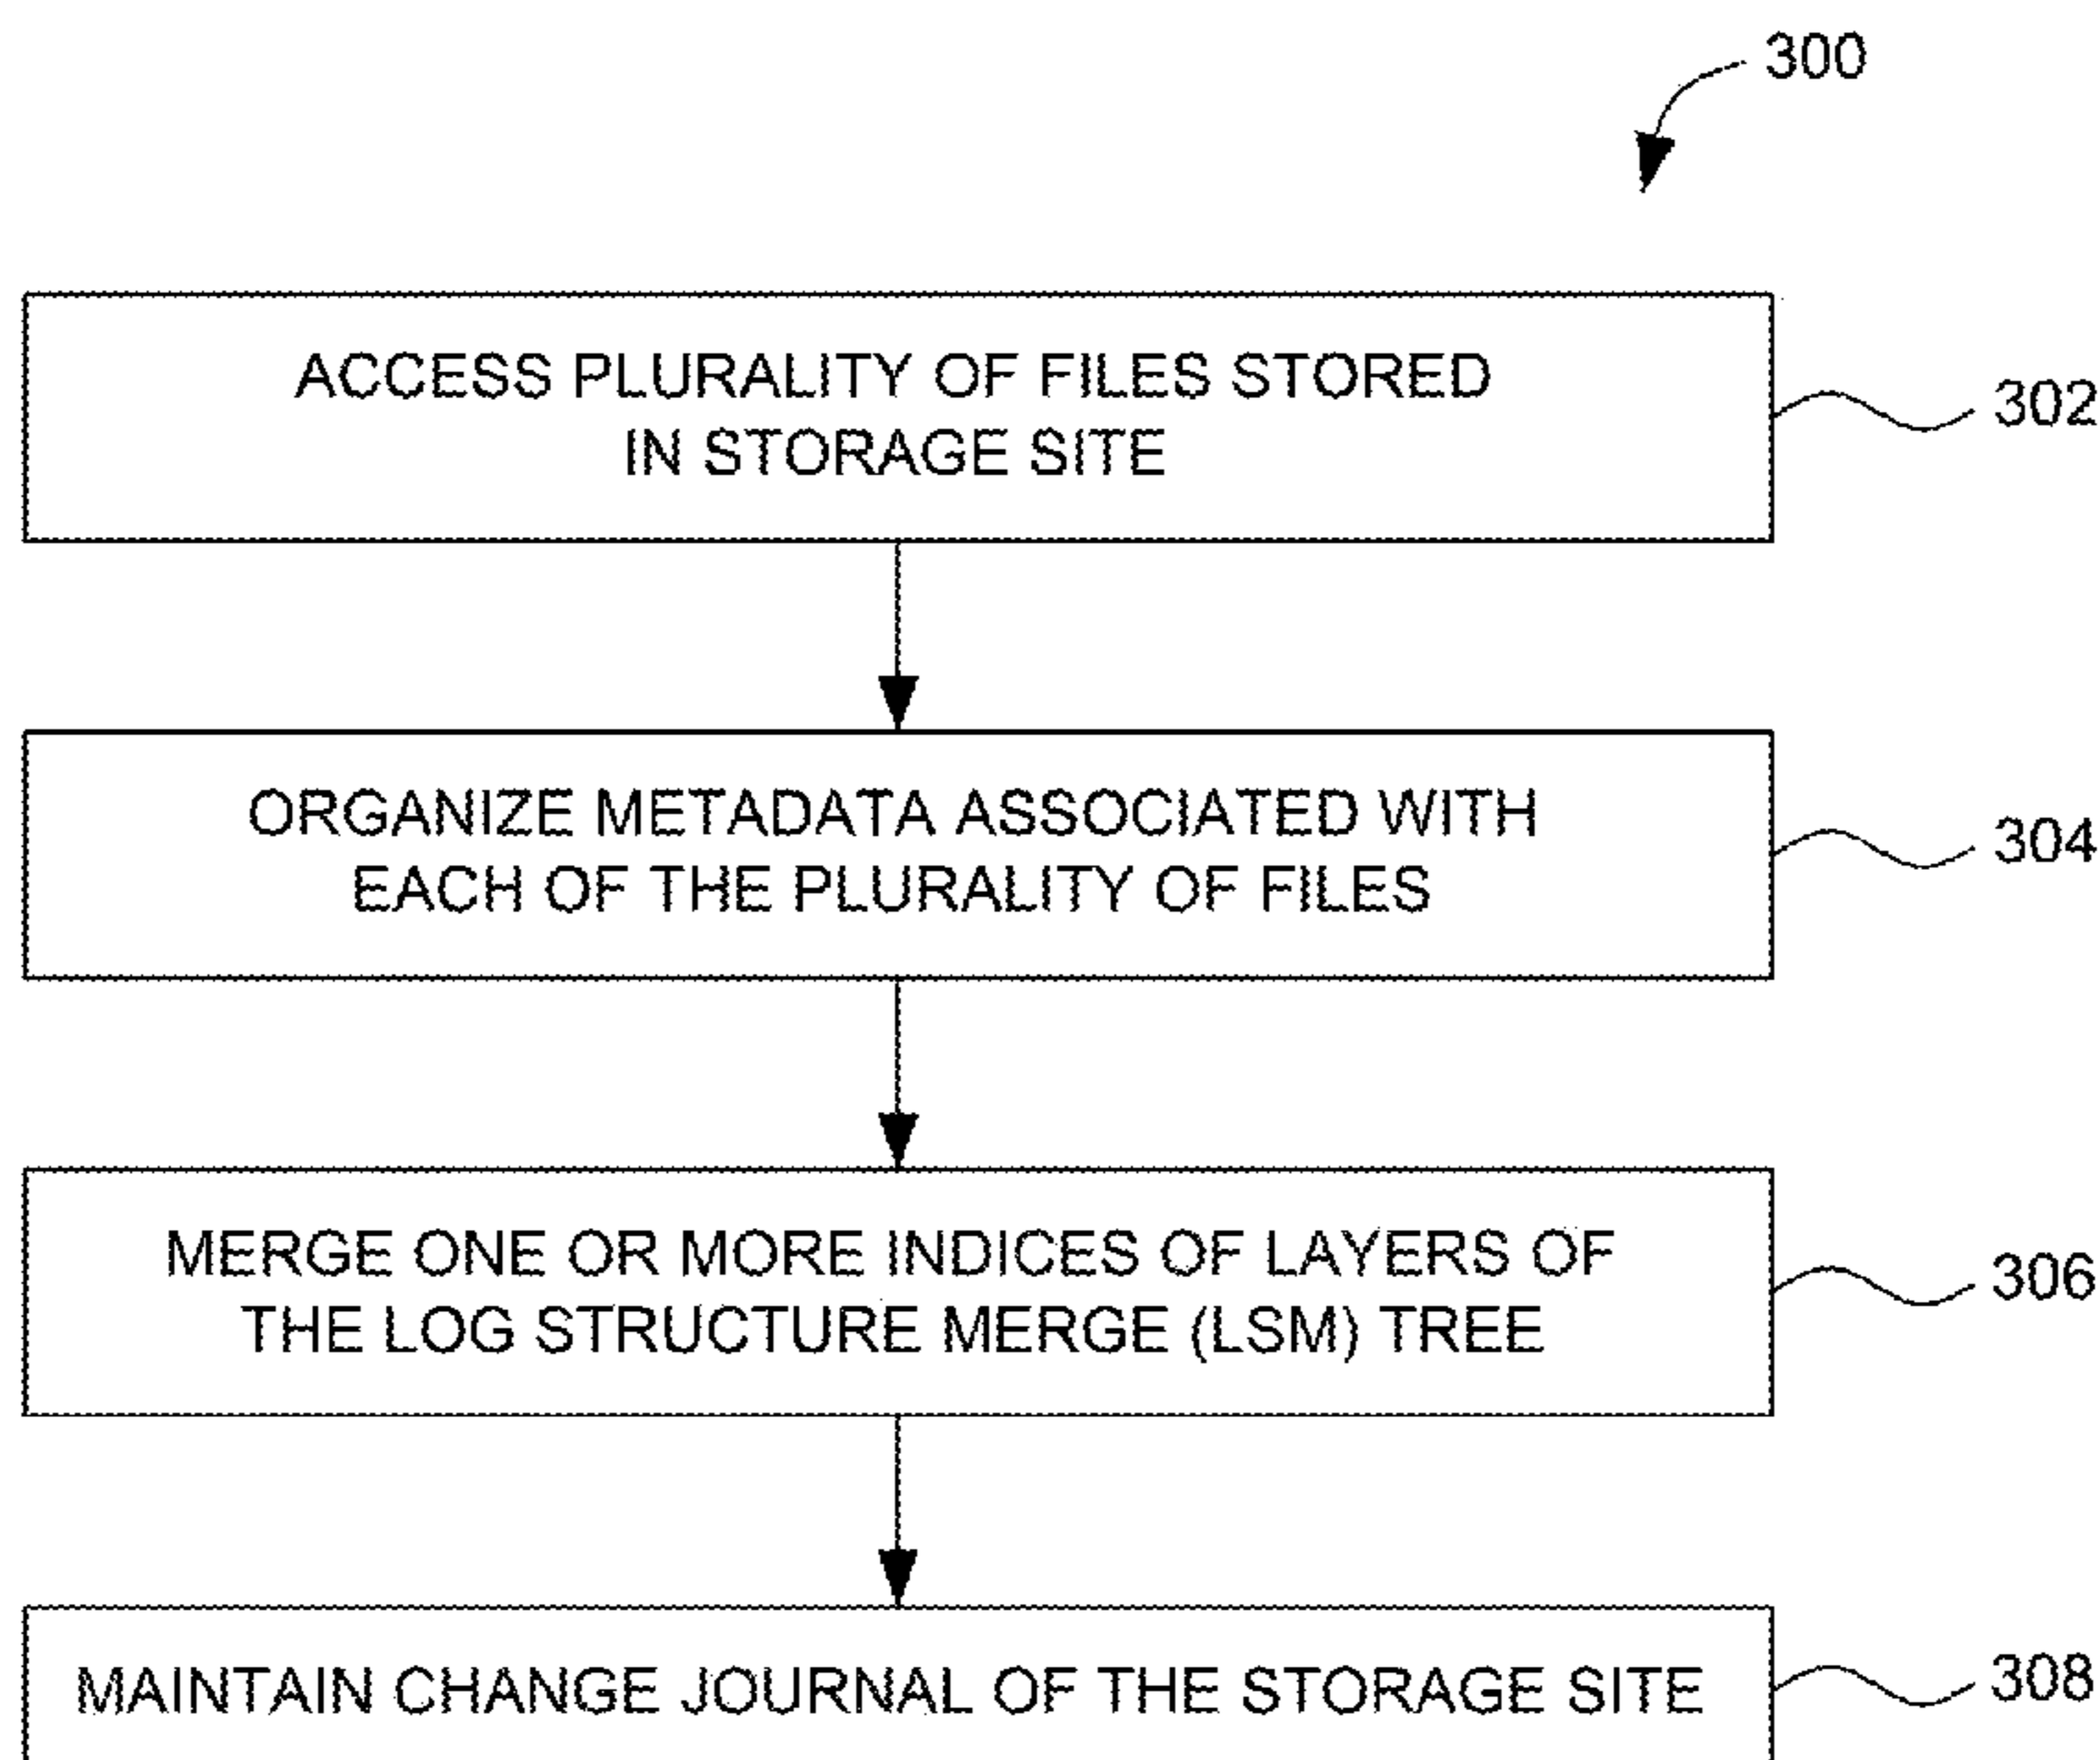 300
ACCESS PLURALITY OF FILES STORED
IN STORAGE SITE
302
ORGANIZE METADATA ASSOCIATED WITH
EACH OF THE PLURALITY OF FILES
304
MERGE ONE OR MORE INDICES OF LAYERS OF
THE LOG STRUCTURE MERGE (LSM) TREE
306
MAINTAIN CHANGE JOURNAL OF THE STORAGE SITE
308